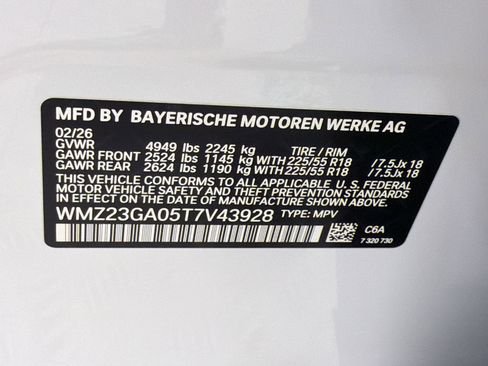 MFD BY BAYERISCHE MOTOREN WERKE AG
02/26
GVWR 4949 lbs 2245 kg TIRE / RIM
GAWR FRONT 2524 lbs 1145 kg WITH 225/55 R18 / 7.5Jx 18
GAWR REAR 2624 lbs 1190 kg WITH 225/55 R18 / 7.5Jx 18
THIS VEHICLE CONFORMS TO ALL APPLICABLE FEDERAL
MOTOR VEHICLE SAFETY, BUMPER, AND THEFT PREVENTION
STANDARDS IN EFFECT ON THE DATE OF MANUFACTURE
SHOWN ABOVE.
WMZ23GA05T7V43928 TYPE: MPV
C6A
7 320 730